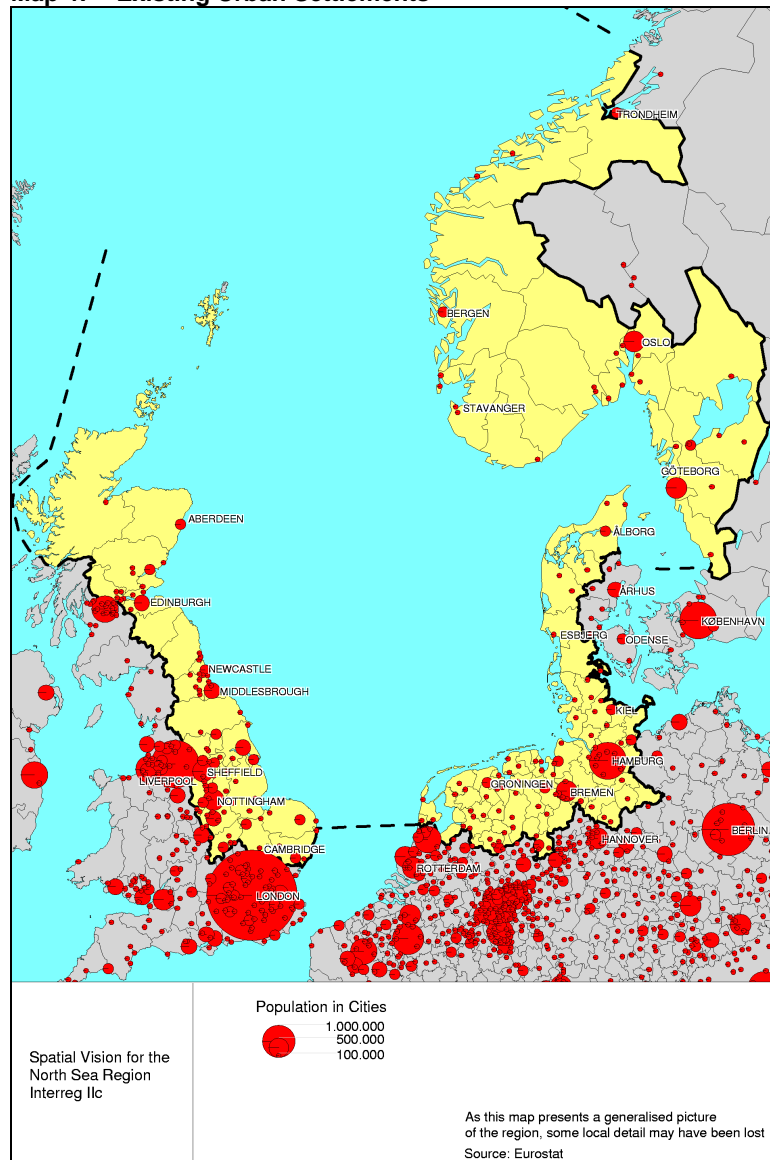 TRONDHEIM
BERGEN
OSLO
STAVANGER
GÖTEBORG
ABERDEEN
ÅLBORG
ÅRHUS
EDINBURGH
KØBENHAVN
ESBJERG
ODENSE
NEWCASTLE
MIDDLESBROUGH
KIEL
HAMBURG
SHEFFIELD
LIVERPOOL
GRONINGEN
BREMEN
NOTTINGHAM
BERLIN
HANNOVER
CAMBRIDGE
ROTTERDAM
LONDON
Population in Cities
1.000.000
500.000
100.000
Spatial Vision for the
North Sea Region
Interreg IIc
As this map presents a generalised picture
of the region, some local detail may have been lost
Source: Eurostat